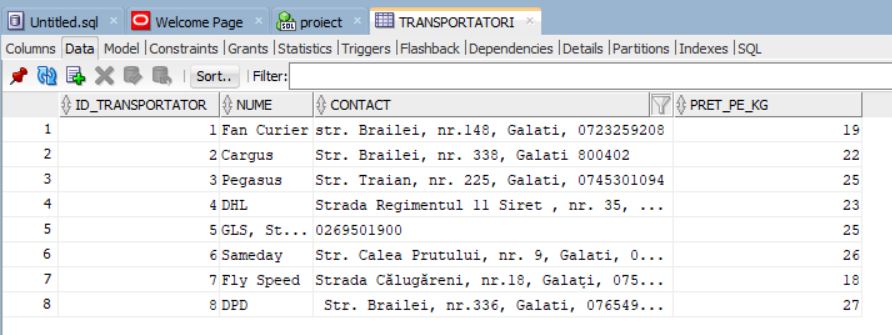 Untitled.sql × Welcome Page × proiect × TRANSPORTATORI ×
Columns Data Model |Constraints |Grants |Statistics |Triggers |Flashback |Dependencies |Details |Partitions |Indexes |SQL
Sort.. Filter:
ID_TRANSPORTATOR NUME CONTACT PRET_PE_KG
1 1 Fan Curier str. Brailei, nr.148, Galati, 0723259208 19
2 2 Cargus Str. Brailei, nr. 338, Galati 800402 22
3 3 Pegasus Str. Traian, nr. 225, Galati, 0745301094 25
4 4 DHL Strada Regimentul 11 Siret , nr. 35, ... 23
5 5 GLS, St... 0269501900 25
6 6 Sameday Str. Calea Prutului, nr. 9, Galati, 0... 26
7 7 Fly Speed Strada Călugăreni, nr.18, Galați, 075... 18
8 8 DPD Str. Brailei, nr.336, Galati, 076549... 27